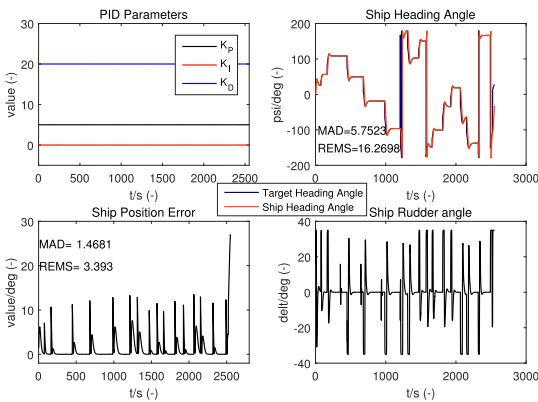 PID Parameters
30
20
10
0
value (-)
0 500 1000 1500 2000 2500
t/s (-)
K_P
K_I
K_D
Ship Heading Angle
200
100
0
-100
-200
psi/deg (-)
MAD=5.7523
REMS=16.2698
0 1000 2000 3000
t/s (-)
Target Heading Angle
Ship Heading Angle
Ship Position Error
30
20
10
0
value/deg (-)
MAD= 1.4681
REMS= 3.393
0 500 1000 1500 2000 2500
t/s (-)
Ship Rudder angle
40
20
0
-20
-40
delt/deg (-)
0 1000 2000 3000
t/s (-)